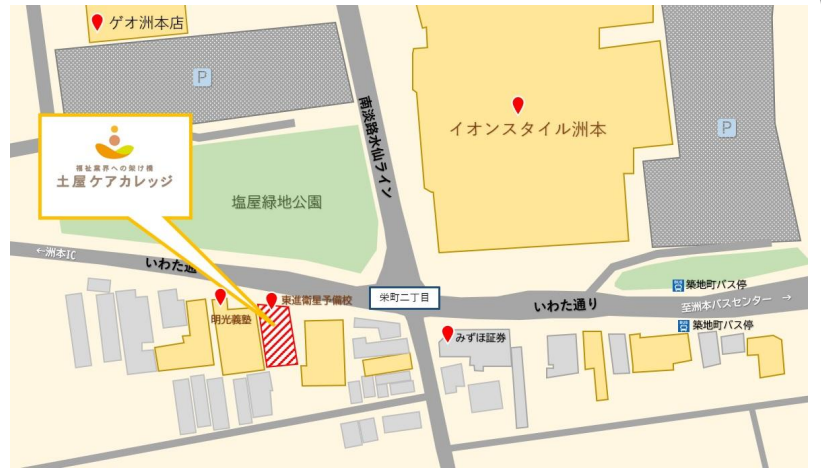 ゲオ洲本店
P
南淡路水仙ライン
イオンスタイル洲本
P
福祉業界への架け橋
土屋ケアカレッジ
塩屋緑地公園
←洲本IC
いわた通
東進衛星予備校
明光義塾
栄町二丁目
いわた通り
築地町バス停
至洲本バスセンター →
築地町バス停
みずほ証券